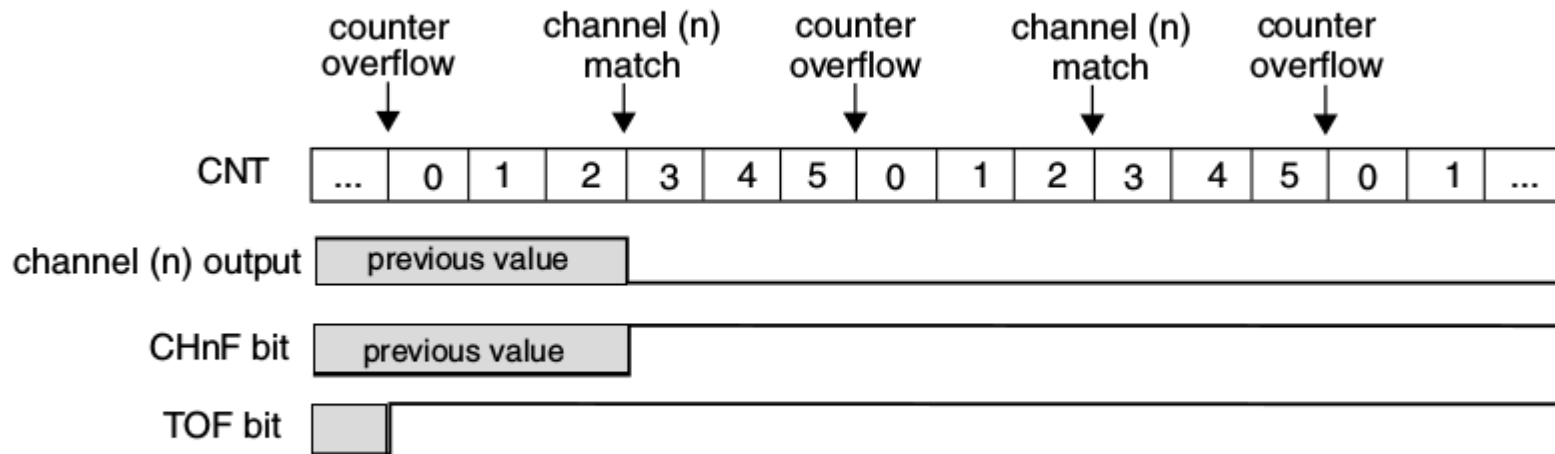 counter overflow channel (n) match counter overflow channel (n) match counter overflow
CNT ... 0 1 2 3 4 5 0 1 2 3 4 5 0 1 ...
channel (n) output previous value
CHnF bit previous value
TOF bit